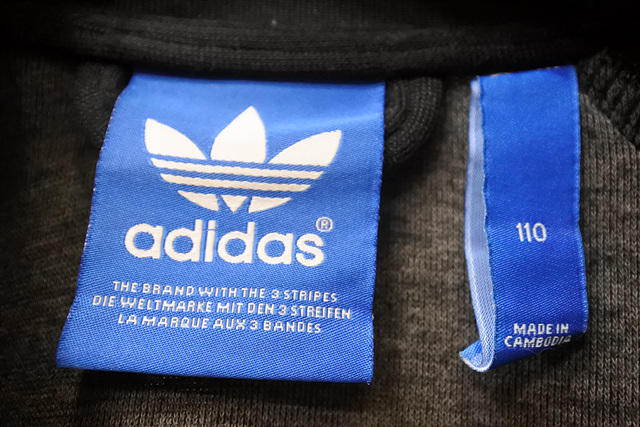 adidas®
THE BRAND WITH THE 3 STRIPES
DIE WELTMARKE MIT DEN 3 STREIFEN
LA MARQUE AUX 3 BANDES
110
MADE IN
CAMBODIA